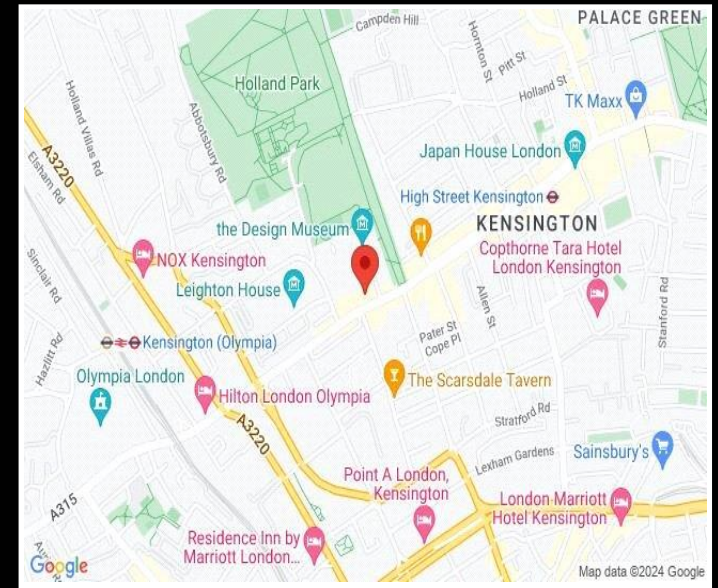 PALACE GREEN
Campden Hill
Hornton St
Pitt St
Holland St
Holland Park
TK Maxx
Holland Villas Rd
Abbotsbury Rd
Japan House London
A3220
Elsham Rd
High Street Kensington
the Design Museum
KENSINGTON
NOX Kensington
Copthorne Tara Hotel
London Kensington
Leighton House
Sinclair Rd
Allen St
Stanford Rd
Pater St
Cope Pl
Kensington (Olympia)
Hazlitt Rd
Olympia London
The Scarsdale Tavern
Hilton London Olympia
Stratford Rd
A3220
Lexham Gardens
Sainsbury's
Point A London,
Kensington
London Marriott
Hotel Kensington
A315
Residence Inn by
Marriott London...
Google
Map data ©2024 Google